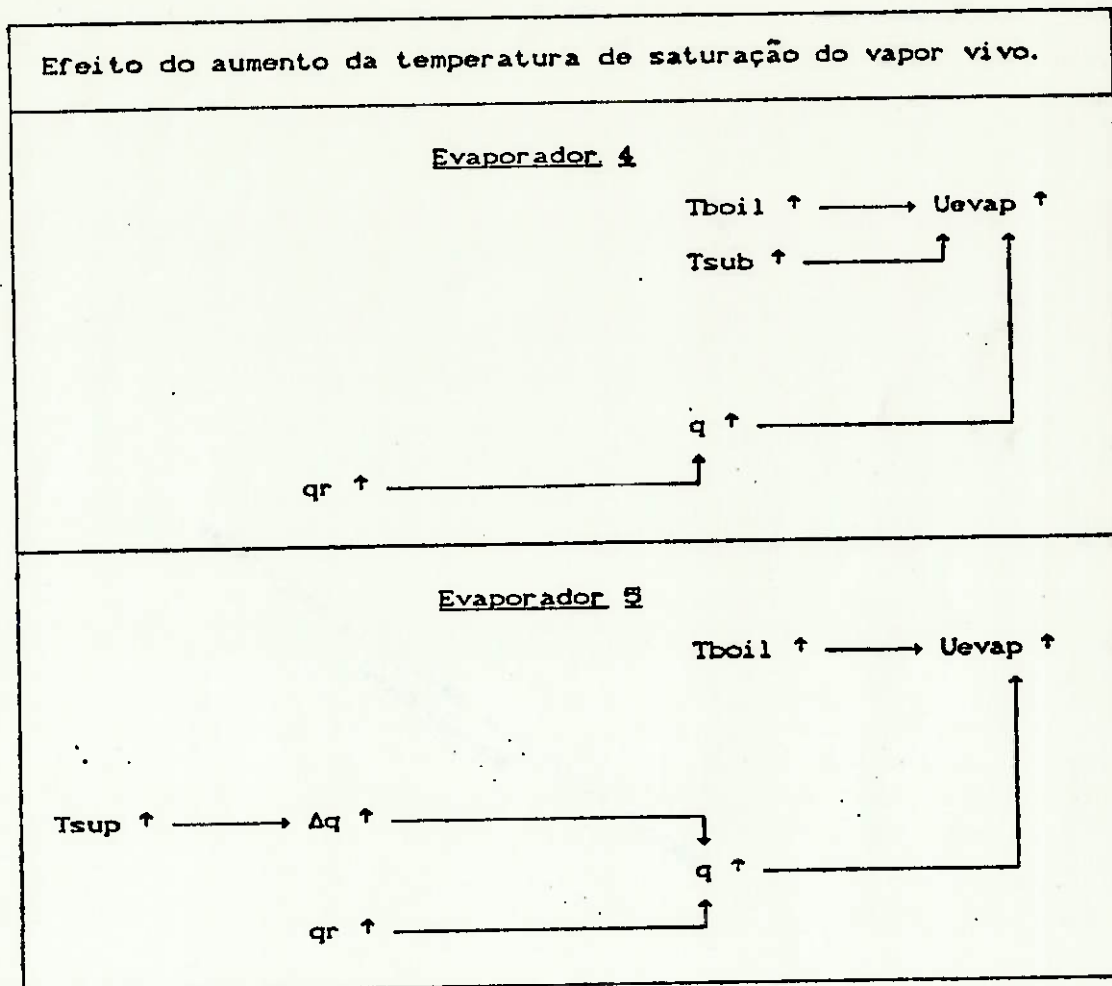 Efeito do aumento da temperatura de saturação do vapor vivo.
Evaporador 4
Tboil ↑ → Uevap ↑
Tsub ↑
q ↑
qr ↑
Evaporador 5
Tboil ↑ → Uevap ↑
Tsup ↑ → Δq ↑
q ↑
qr ↑